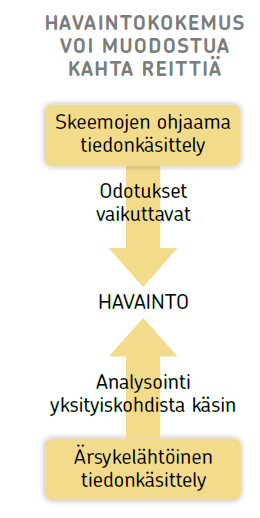 HAVAINTOKOKEMUS
VOI MUODOSTUA
KAHTA REITTIÄ
Skeemojen ohjaama
tiedonkäsittely
Odotukset
vaikuttavat
HAVAINTO
Analysointi
yksityiskohdista käsin
Ärsykelähtöinen
tiedonkäsittely